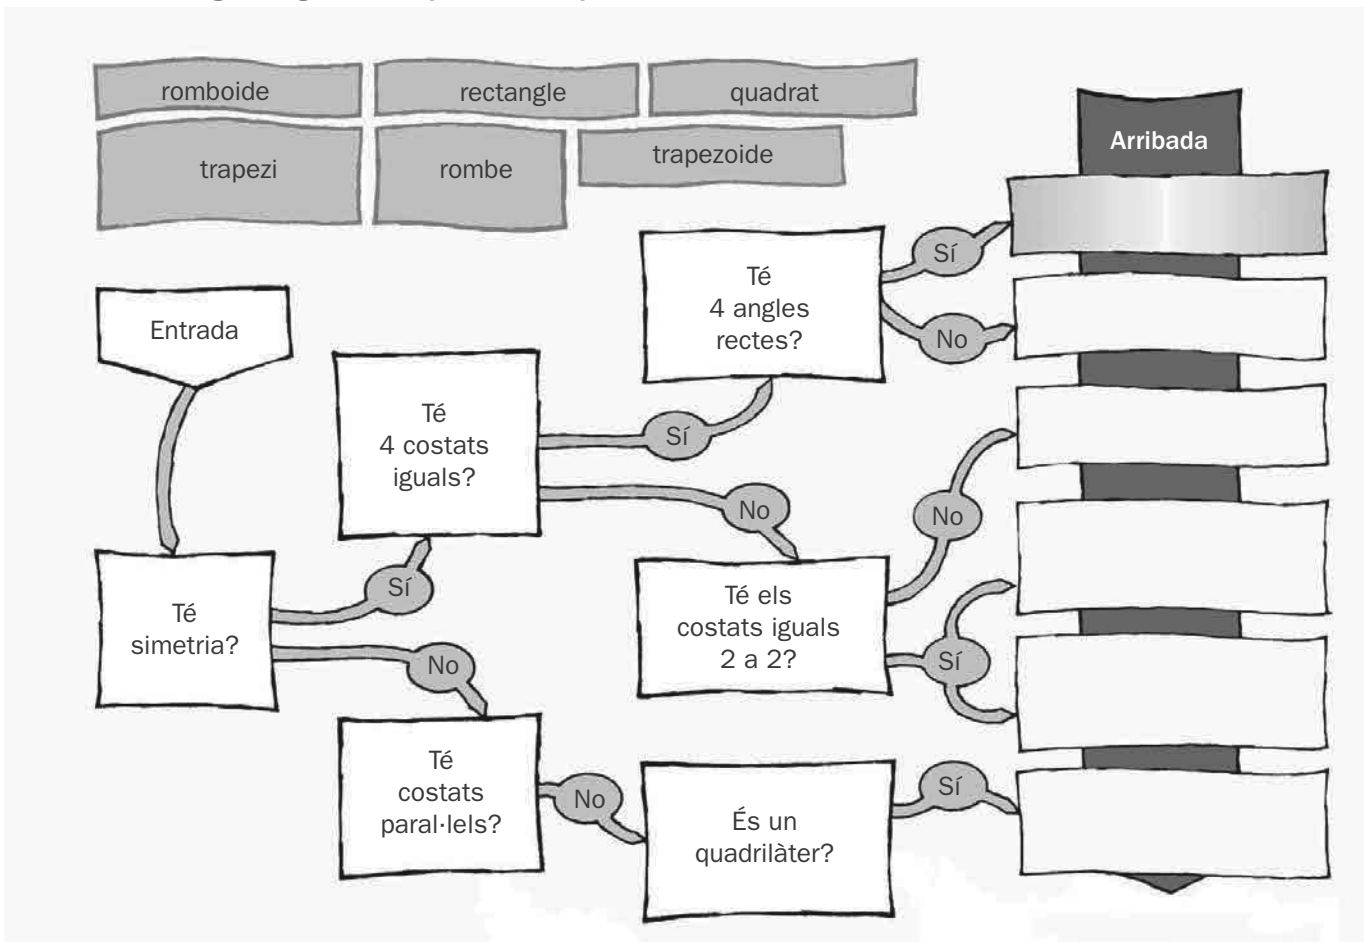 romboide
rectangle
quadrat
trapezi
rombe
trapezoide
Arribada
Entrada
Té
4 angles
rectes?
Sí
No
Té
4 costats
iguals?
Sí
No
No
Té
simetria?
Sí
No
Té els
costats iguals
2 a 2?
Sí
Té
costats
paral·lels?
No
És un
quadrilàter?
Sí